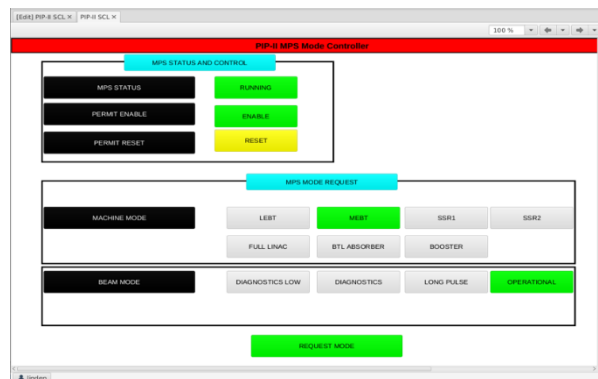 [Edit] PIP-II SCL × PIP-II SCL ×
100 %
PIP-II MPS Mode Controller
MPS STATUS AND CONTROL
MPS STATUS RUNNING
PERMIT ENABLE ENABLE
PERMIT RESET RESET
MPS MODE REQUEST
MACHINE MODE LEBT MEBT SSR1 SSR2
FULL LINAC BTL ABSORBER BOOSTER
BEAM MODE DIAGNOSTICS LOW DIAGNOSTICS LONG PULSE OPERATIONAL
REQUEST MODE